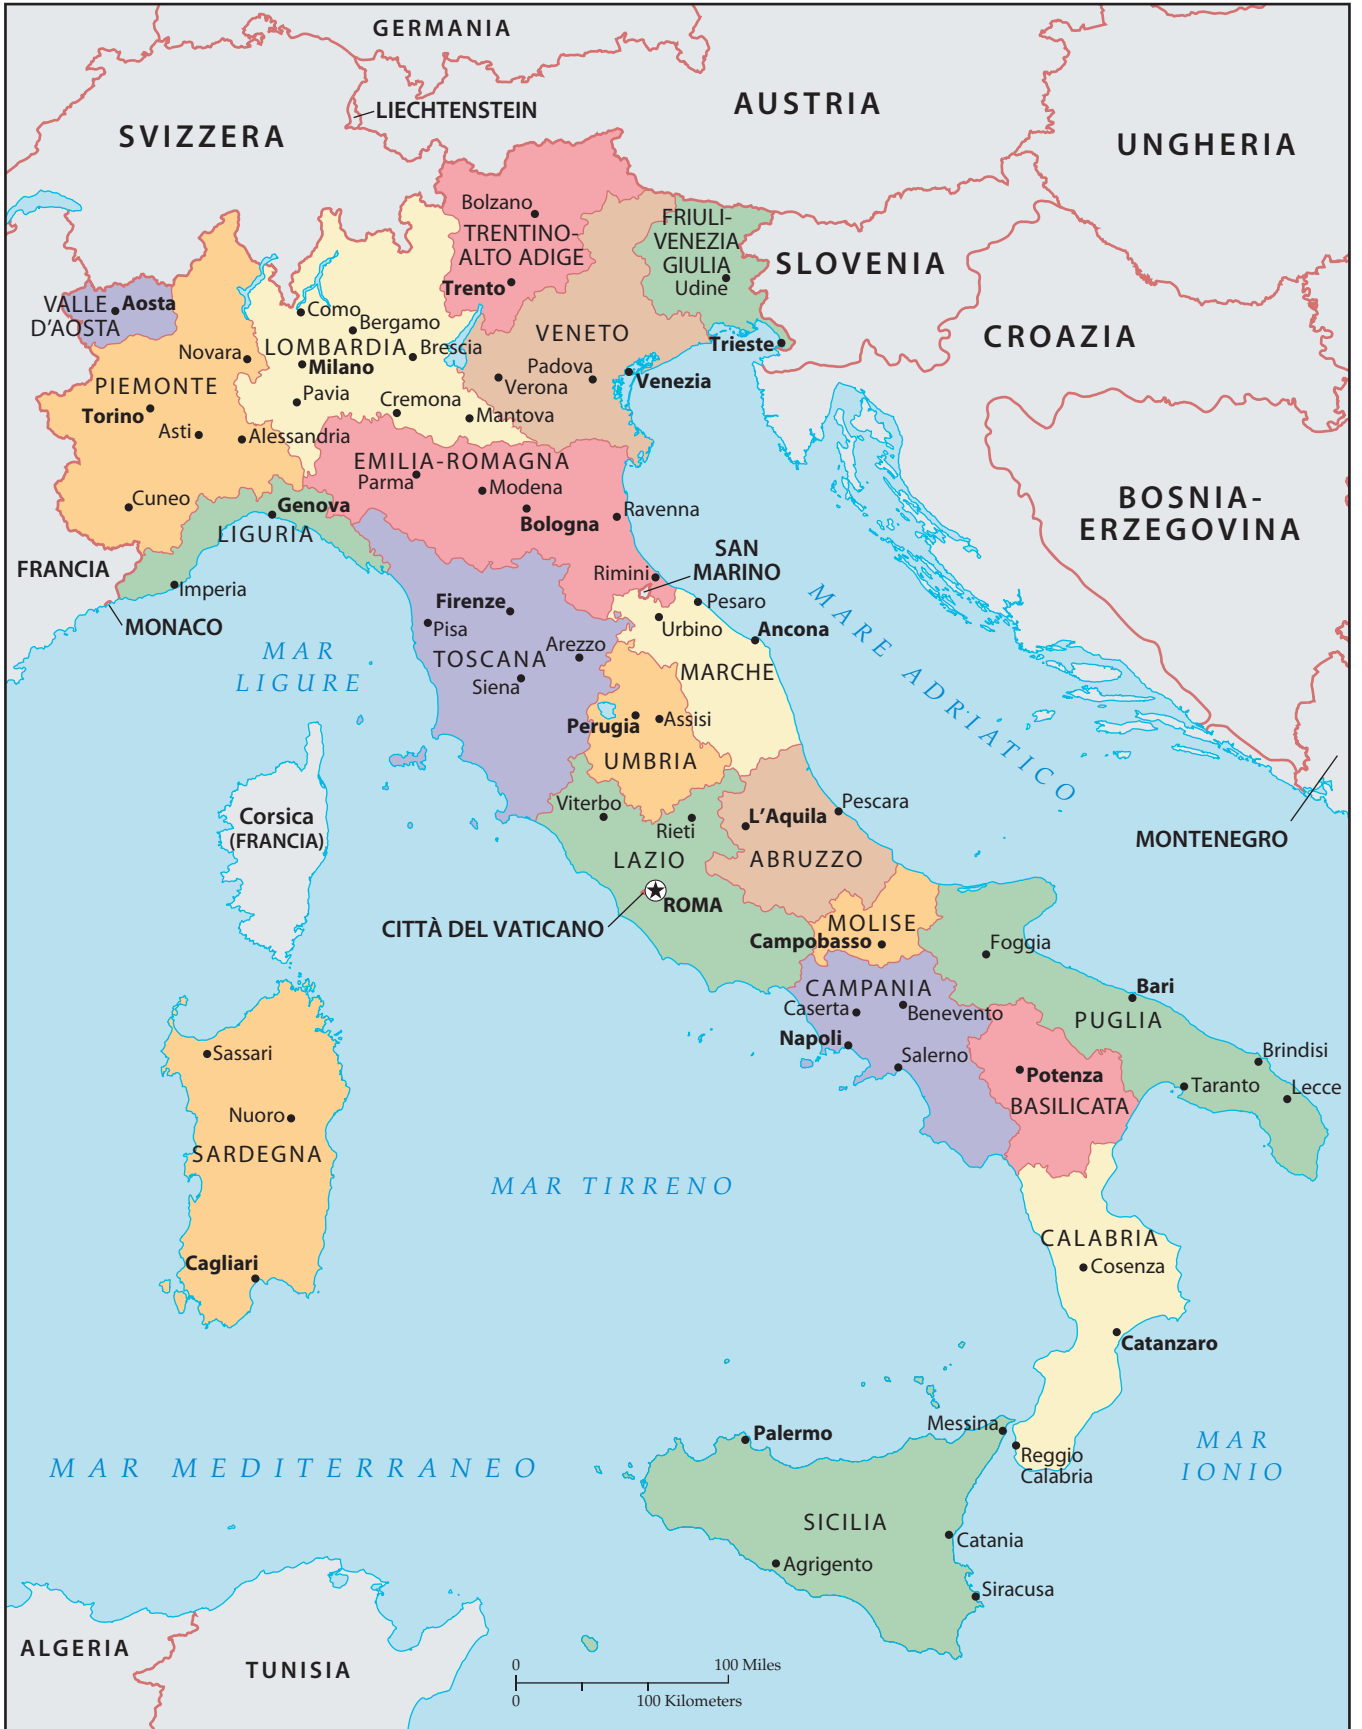 GERMANIA
LIECHTENSTEIN
AUSTRIA
SVIZZERA
UNGHERIA
Bolzano
TRENTINO-
ALTO ADIGE
Trento
FRIULI-
VENEZIA
GIULIA
Udine
SLOVENIA
VALLE
D'AOSTA
Aosta
Como
Bergamo
LOMBARDIA
Brescia
Milano
Novara
VENETO
Trieste
CROAZIA
PIEMONTE
Padova
Verona
Venezia
Pavia
Cremona
Mantova
Torino
Asti
Alessandria
EMILIA-ROMAGNA
Parma
Modena
Cuneo
Genova
Bologna
Ravenna
BOSNIA-
ERZEGOVINA
LIGURIA
FRANCIA
SAN
MARINO
Rimini
Imperia
MONACO
Firenze
Pisa
Pesaro
Urbino
Ancona
MARE ADRIATICO
MAR
LIGURE
TOSCANA
Arezzo
Siena
MARCHE
Perugia
Assisi
UMBRIA
Corsica
(FRANCIA)
Viterbo
Rieti
L'Aquila
Pescara
MONTENEGRO
LAZIO
ABRUZZO
ROMA
CITTÀ DEL VATICANO
MOLISE
Campobasso
Foggia
CAMPANIA
Caserta
Benevento
Bari
PUGLIA
Napoli
Salerno
Brindisi
Potenza
Taranto
Lecce
BASILICATA
Sassari
Nuoro
SARDEGNA
MAR TIRRENO
CALABRIA
Cosenza
Cagliari
Catanzaro
Messina
Palermo
Reggio
Calabria
MAR
IONIO
MAR MEDITERRANEO
SICILIA
Catania
Agrigento
Siracusa
ALGERIA
TUNISIA
0 100 Miles
0 100 Kilometers